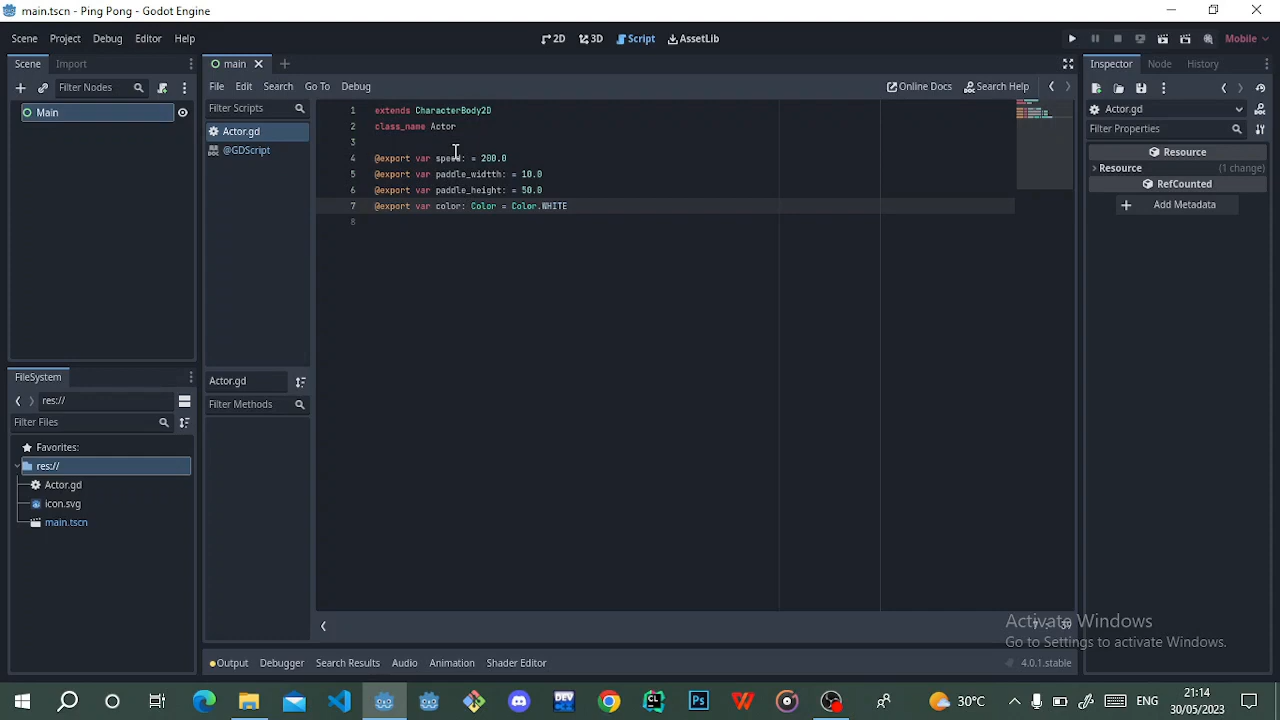 main.tscn - Ping Pong - Godot Engine
Scene Project Debug Editor Help
2D 3D Script AssetLib
Mobile
Scene Import
main
Inspector Node History
Filter Nodes
File Edit Search Go To Debug
Online Docs Search Help
Main
Filter Scripts
Actor.gd
GDScript
@GDScript
1 extends CharacterBody2D
2 class_name Actor
3
4 @export var speed: = 200.0
5 @export var paddle_widtth: = 10.0
6 @export var paddle_height: = 50.0
7 @export var color: Color = Color.WHITE
8
Actor.gd
Filter Properties
Resource
Resource (1 change)
RefCounted
Add Metadata
FileSystem
res://
Filter Files
Favorites:
res://
Actor.gd
icon.svg
main.tscn
Actor.gd
Filter Methods
Output Debugger Search Results Audio Animation Shader Editor
4.0.1.stable
Activate Windows
Go to Settings to activate Windows.
30°C
ENG
21:14
30/05/2023